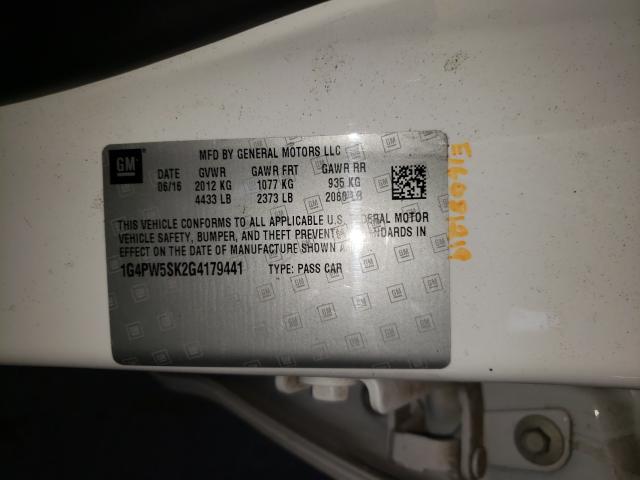 GM
MFD BY GENERAL MOTORS LLC
DATE GVWR GAWR FRT GAWR RR
06/16 2012 KG 1077 KG 935 KG
4433 LB 2373 LB LB
THIS VEHICLE CONFORMS TO ALL APPLICABLE U.S. FEDERAL MOTOR
VEHICLE SAFETY, BUMPER, AND THEFT PREVENTION STANDARDS IN
EFFECT ON THE DATE OF MANUFACTURE SHOWN ABOVE
1G4PW5SK2G4179441 TYPE: PASS CAR
E16081919